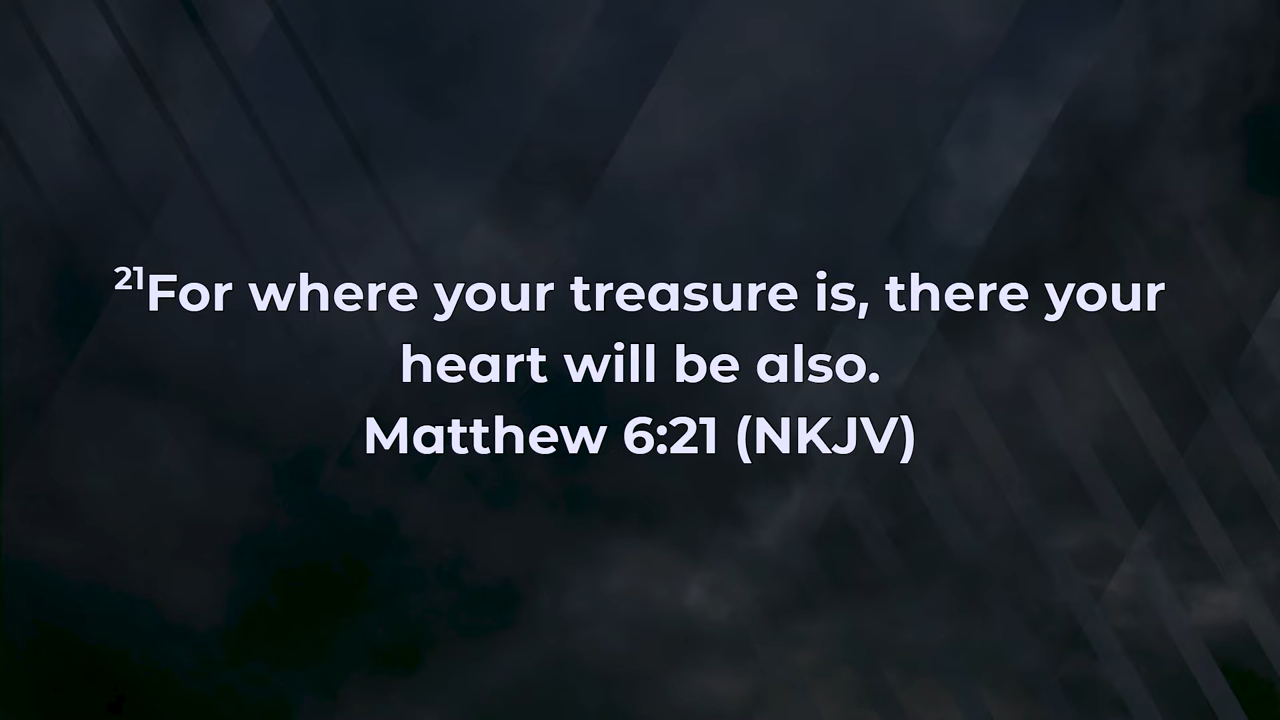 21For where your treasure is, there your
heart will be also.
Matthew 6:21 (NKJV)